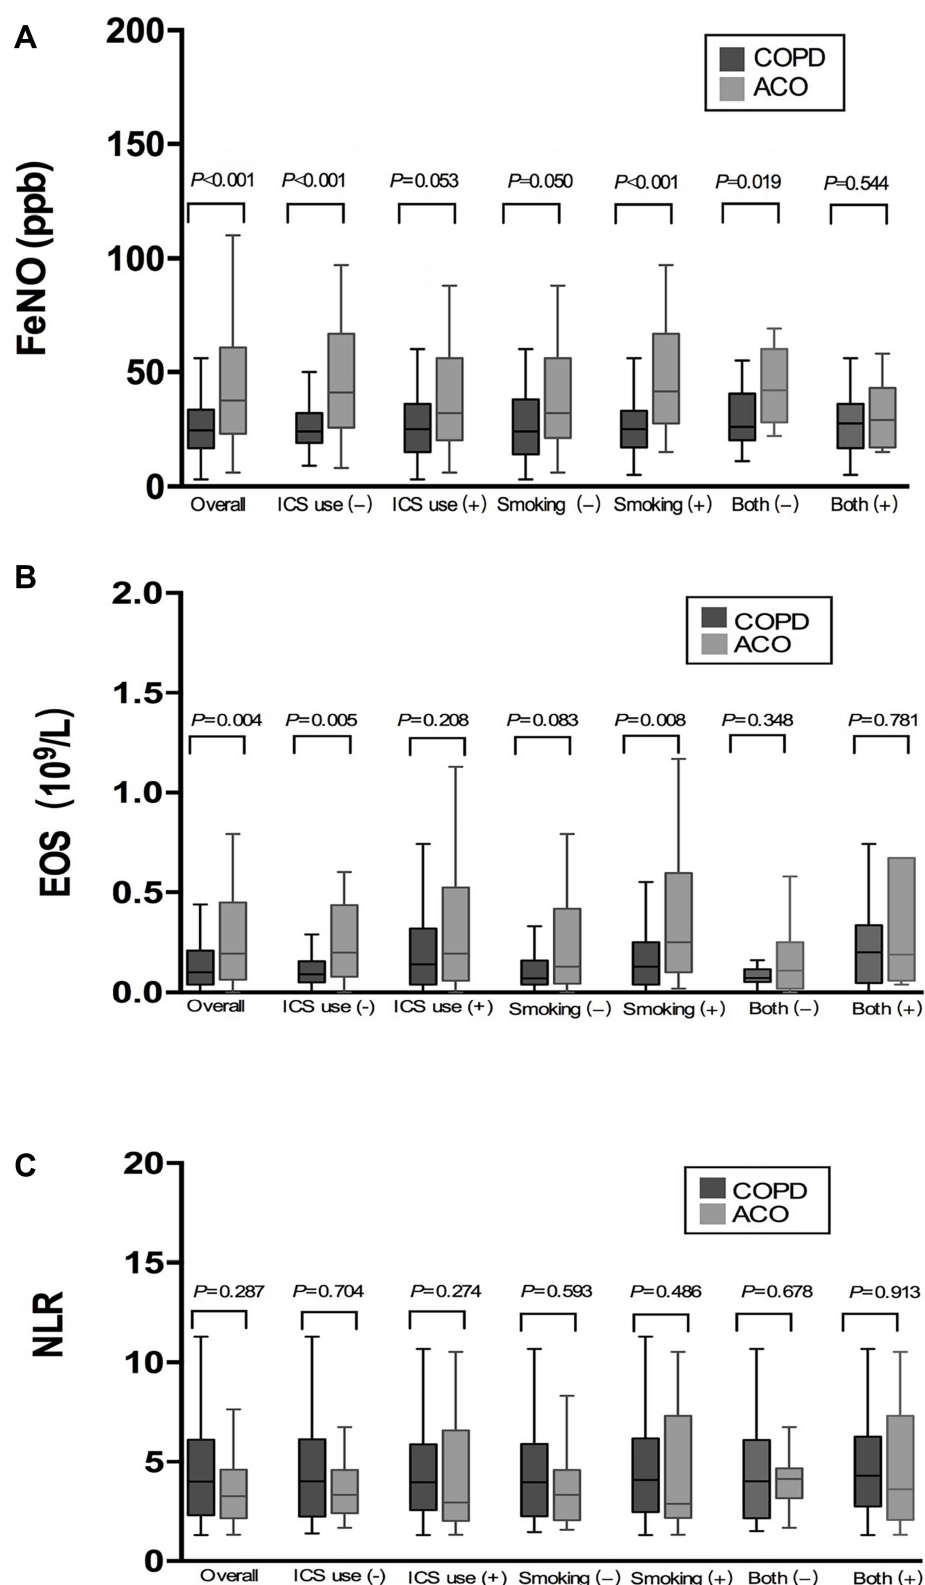 A
FeNO (ppb)
200
150
100
50
0
COPD
ACO
P<0.001 P<0.001 P=0.053 P=0.050 P<0.001 P=0.019 P=0.544
Overall ICS use (−) ICS use (+) Smoking (−) Smoking (+) Both (−) Both (+)
B
EOS (10⁹/L)
2.0
1.5
1.0
0.5
0.0
COPD
ACO
P=0.004 P=0.005 P=0.208 P=0.083 P=0.008 P=0.348 P=0.781
Overall ICS use (-) ICS use (+) Smoking (−) Smoking (+) Both (−) Both (+)
C
NLR
20
15
10
5
0
COPD
ACO
P=0.287 P=0.704 P=0.274 P=0.593 P=0.486 P=0.678 P=0.913
Overall ICS use (-) ICS use (+) Smoking (−) Smoking (+) Both (−) Both (+)